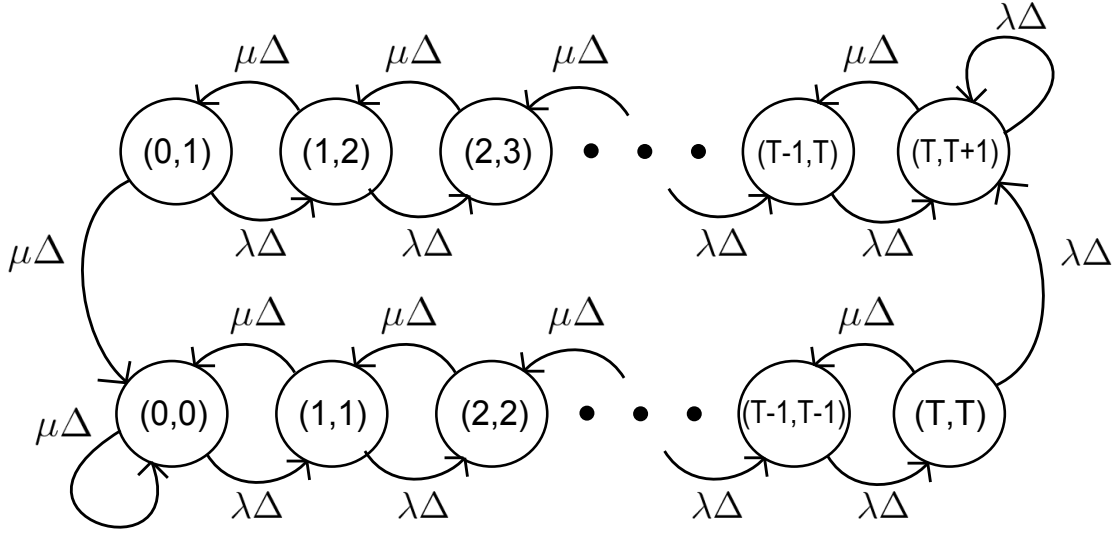 λΔ
μΔ μΔ μΔ μΔ
(0,1) (1,2) (2,3) (T-1,T) (T,T+1)
λΔ λΔ λΔ λΔ
μΔ λΔ
μΔ μΔ μΔ μΔ
(0,0) (1,1) (2,2) (T-1,T-1) (T,T)
μΔ
λΔ λΔ λΔ λΔ